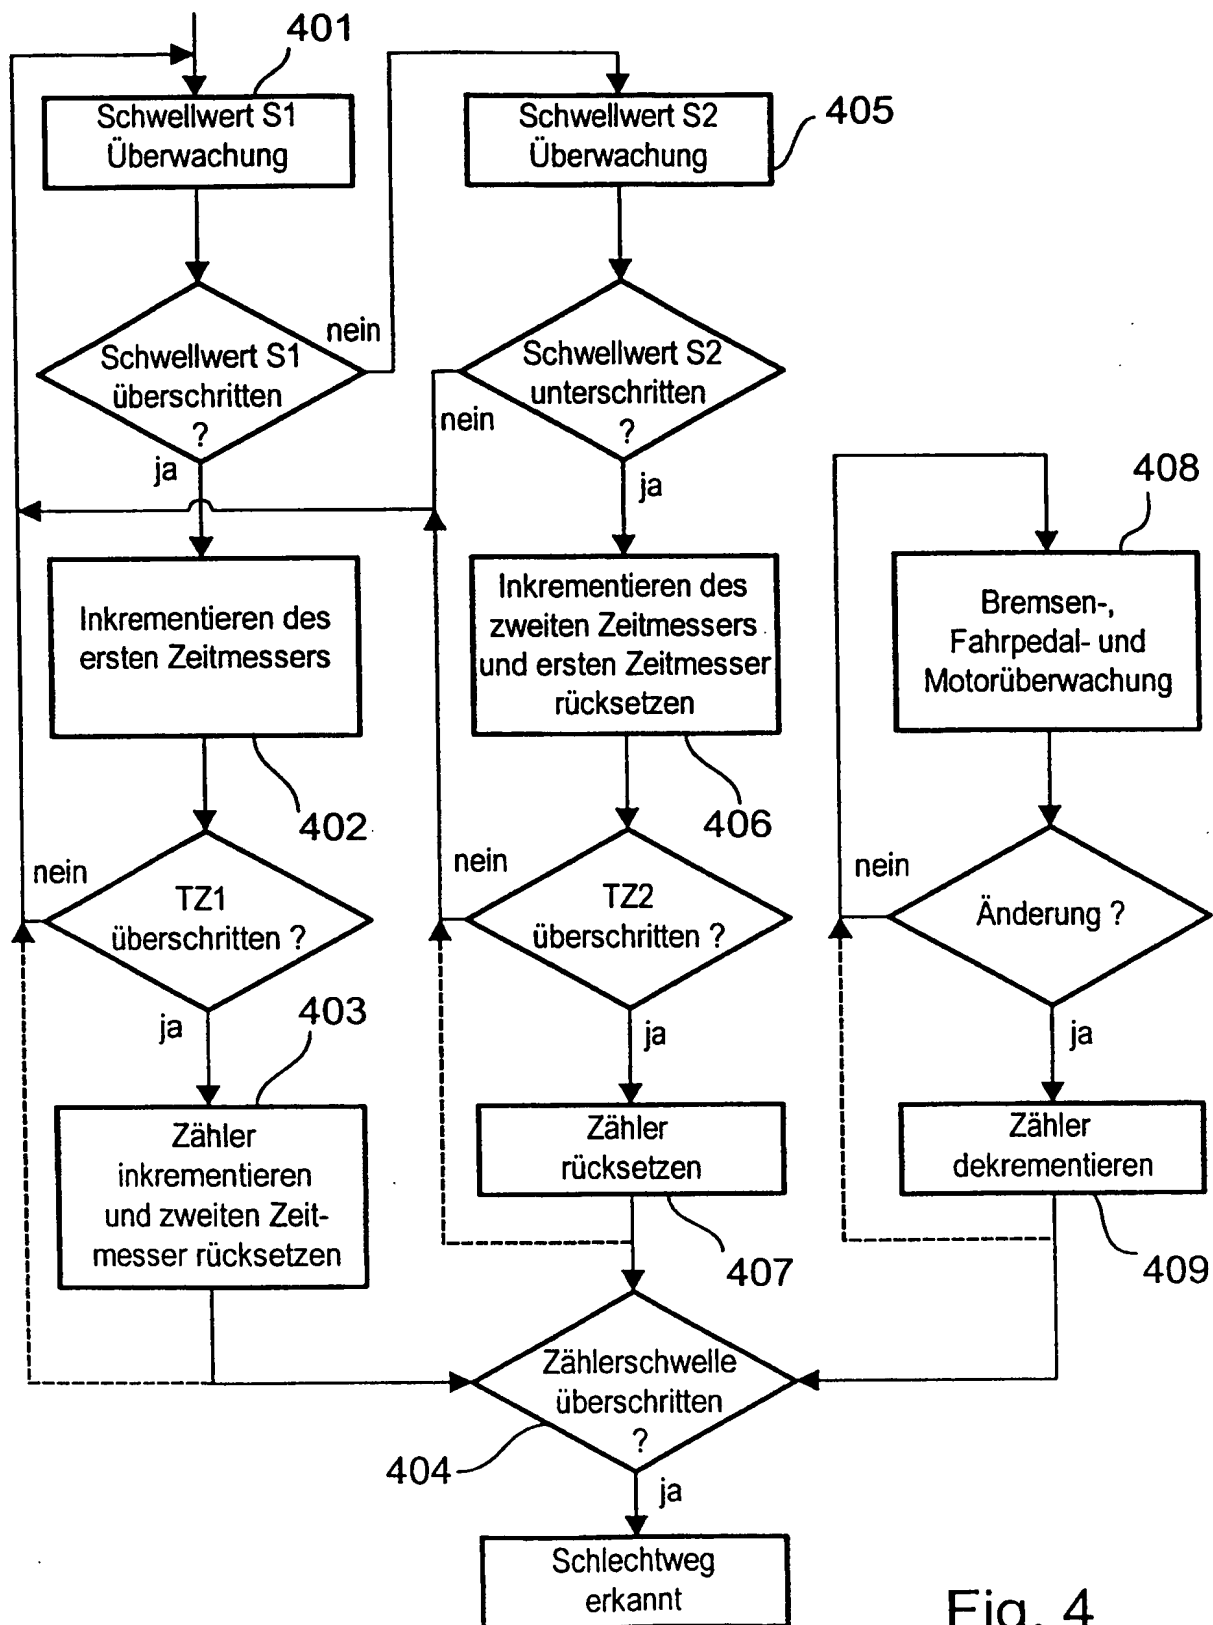 401
Schwellwert S1
Überwachung
Schwellwert S2
Überwachung
405
nein
Schwellwert S1
überschritten
?
ja
Schwellwert S2
unterschritten
?
nein
ja
408
Inkrementieren des
ersten Zeitmessers
402
Inkrementieren des
zweiten Zeitmessers
und ersten Zeitmesser
rücksetzen
406
Bremsen-,
Fahrpedal- und
Motorüberwachung
nein
TZ1
überschritten ?
ja
403
nein
TZ2
überschritten ?
ja
nein
Änderung ?
ja
Zähler
inkrementieren
und zweiten Zeit-
messer rücksetzen
Zähler
rücksetzen
407
Zähler
dekrementieren
409
Zählerschwelle
überschritten
?
404
ja
Schlechtweg
erkannt
Fig. 4